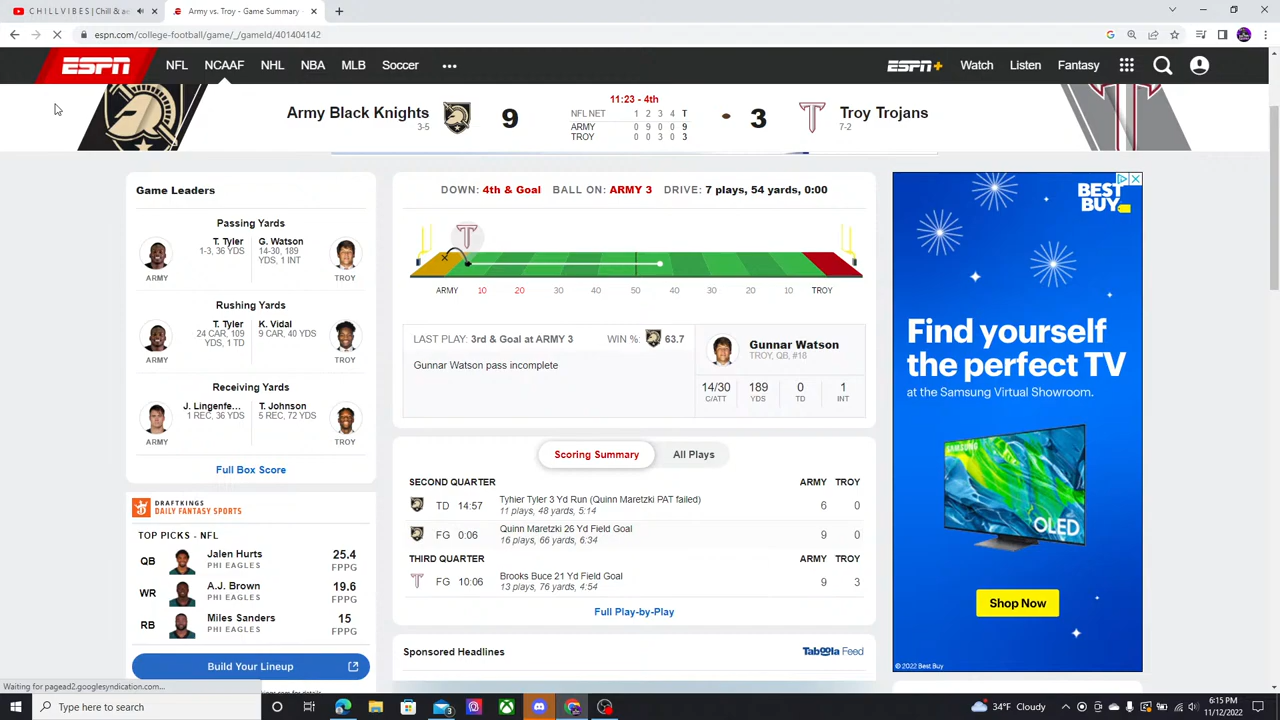 C H I L L V I B E S | Chill & ae
Army vs. Troy - Game Summary -
espn.com/college-football/game/_/gameId/401404142
ESPN NFL NCAAF NHL NBA MLB Soccer ••• ESPN+ Watch Listen Fantasy
Army Black Knights
3-5
9
11:23 - 4th
NFL NET 1 2 3 4 T
ARMY 0 9 0 0 9
TROY 0 0 3 0 3
3
Troy Trojans
7-2
Game Leaders
Passing Yards
T. Tyler
1-3, 36 YDS
ARMY
G. Watson
14-30, 189
YDS, 1 INT
TROY
Rushing Yards
T. Tyler
24 CAR, 109
YDS, 1 TD
ARMY
K. Vidal
9 CAR, 40 YDS
TROY
Receiving Yards
J. Lingenfe...
1 REC, 36 YDS
ARMY
T. Johnson
5 REC, 72 YDS
TROY
Full Box Score
DRAFTKINGS
DAILY FANTASY SPORTS
TOP PICKS - NFL
QB Jalen Hurts 25.4
PHI EAGLES FPPG
WR A.J. Brown 19.6
PHI EAGLES FPPG
RB Miles Sanders 15
PHI EAGLES FPPG
Build Your Lineup
DOWN: 4th & Goal BALL ON: ARMY 3 DRIVE: 7 plays, 54 yards, 0:00
ARMY 10 20 30 40 50 40 30 20 10 TROY
LAST PLAY: 3rd & Goal at ARMY 3 WIN %: 63.7
Gunnar Watson pass incomplete
Gunnar Watson
TROY, QB, #18
14/30 189 0 1
C/ATT YDS TD INT
Scoring Summary All Plays
SECOND QUARTER ARMY TROY
TD 14:57 Tyhier Tyler 3 Yd Run (Quinn Maretzki PAT failed) 6 0
11 plays, 48 yards, 5:14
FG 0:06 Quinn Maretzki 26 Yd Field Goal 9 0
16 plays, 66 yards, 6:34
THIRD QUARTER ARMY TROY
FG 10:06 Brooks Buce 21 Yd Field Goal 9 3
13 plays, 76 yards, 4:54
Full Play-by-Play
Sponsored Headlines Taboola Feed
BEST
BUY
Find yourself
the perfect TV
at the Samsung Virtual Showroom.
SAMSUNG
OLED
Shop Now
© 2022 Best Buy
Waiting for pagead2.googlesyndication.com...
Type here to search
34°F Cloudy
6:15 PM
11/12/2022